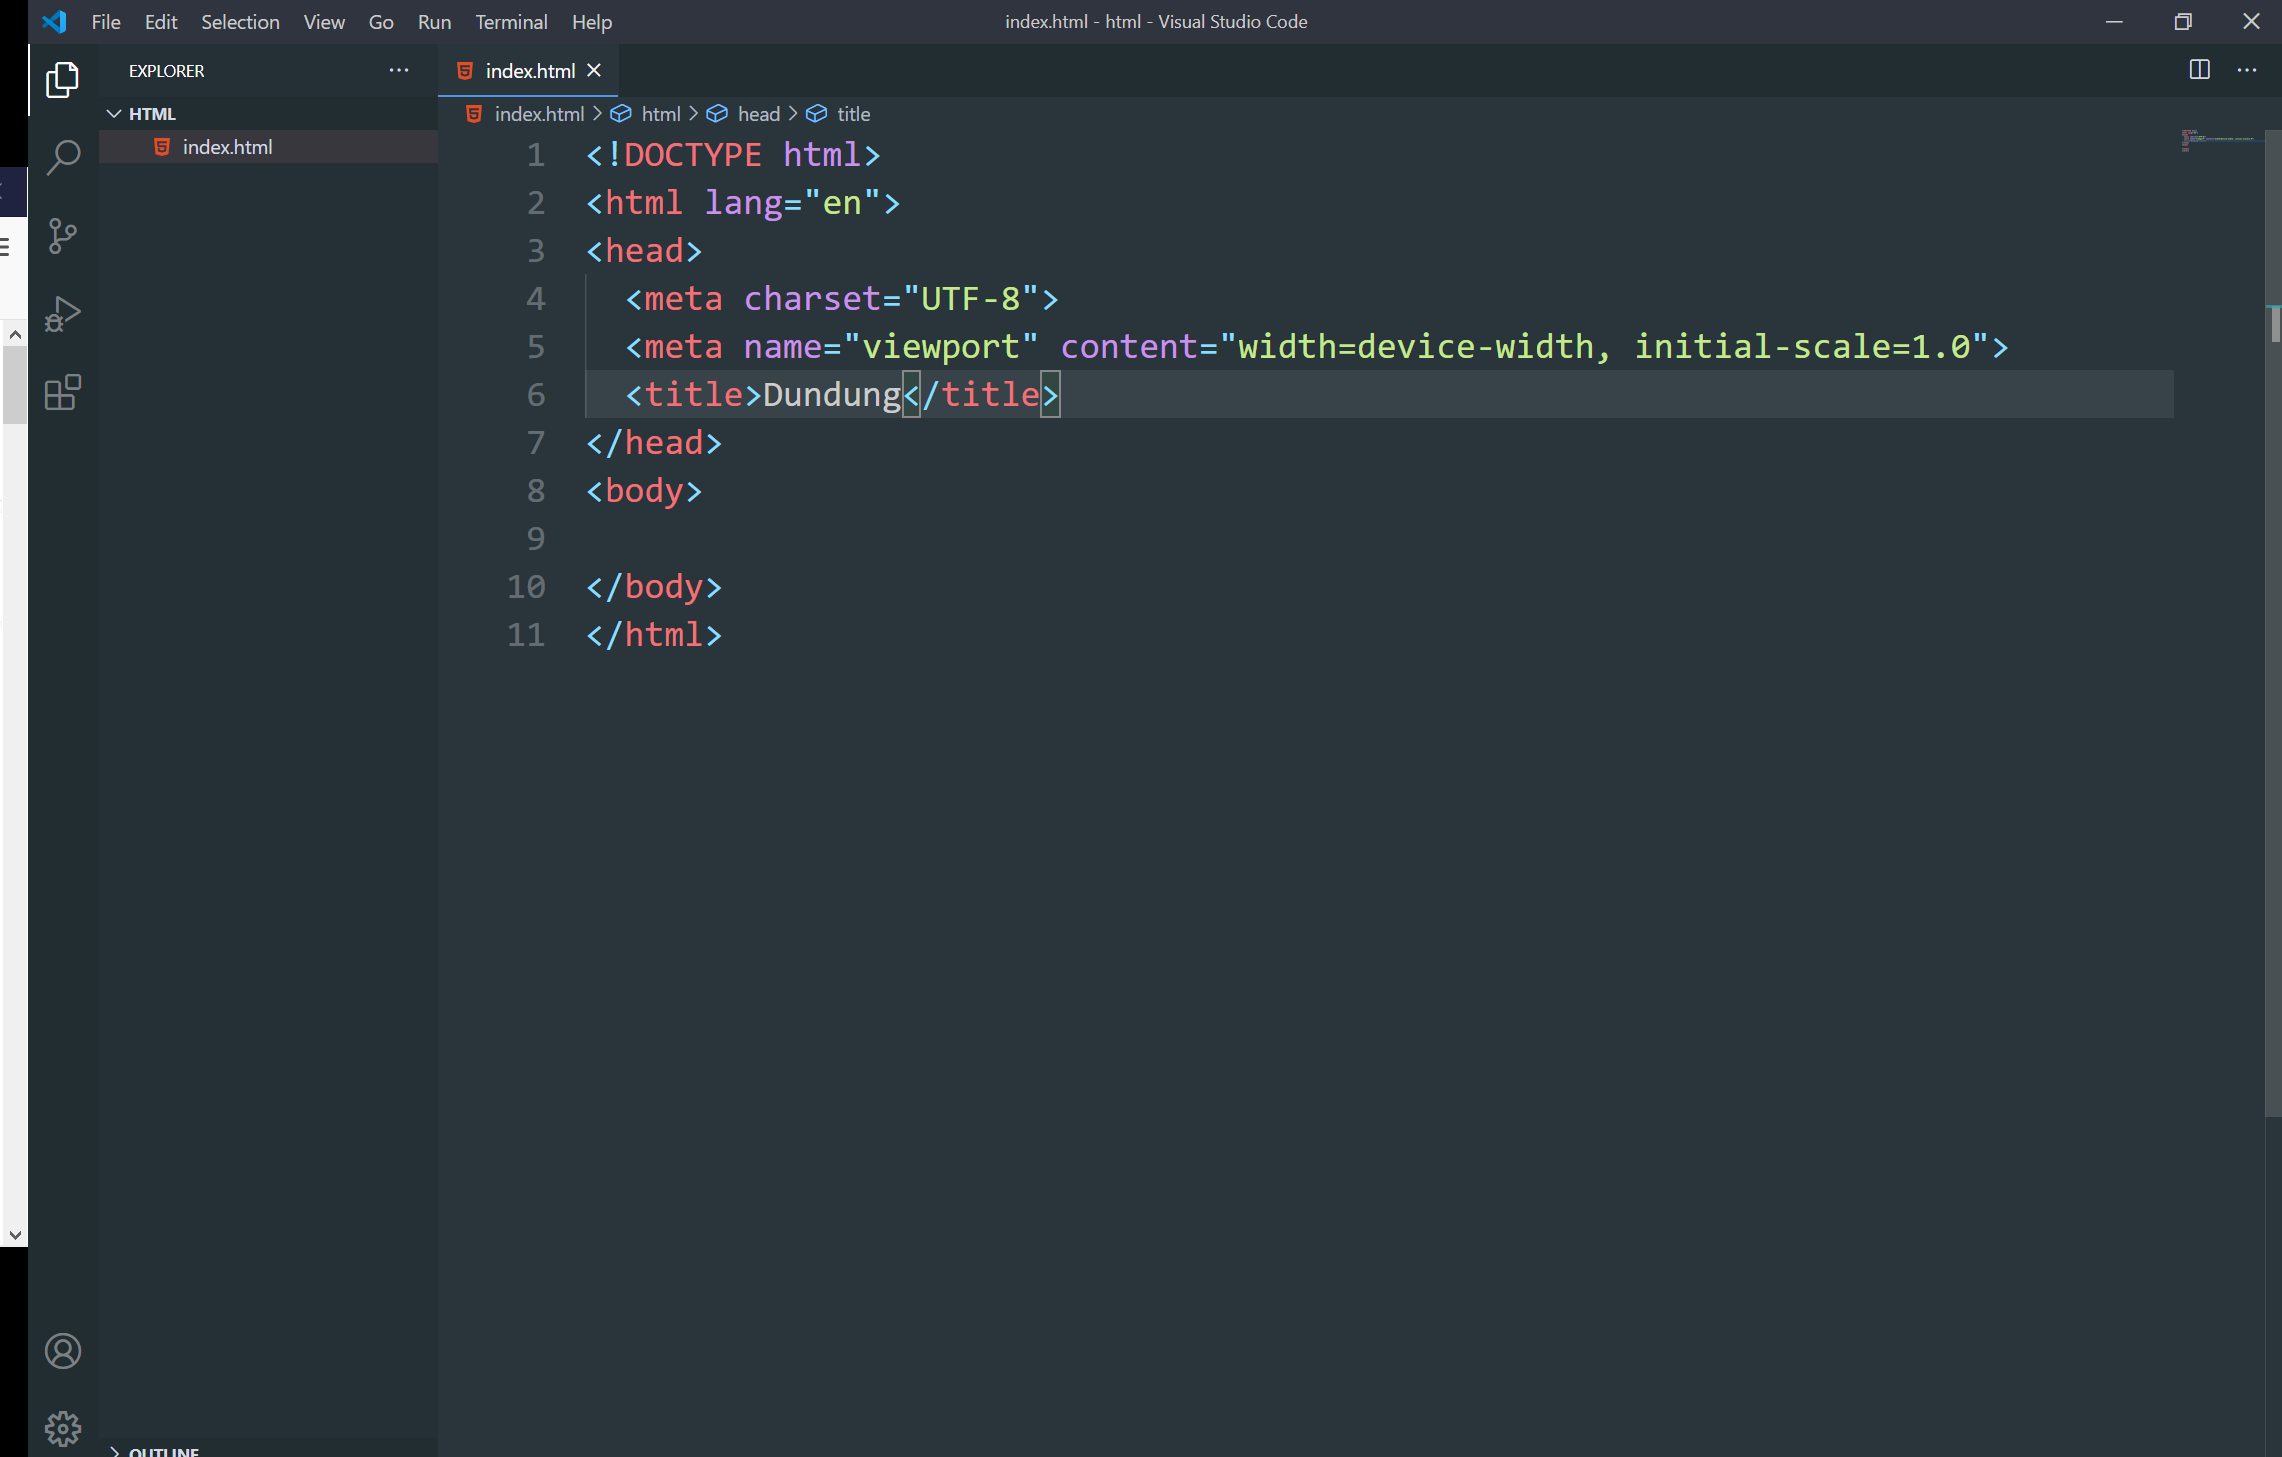 File Edit Selection View Go Run Terminal Help
index.html - html - Visual Studio Code
EXPLORER
HTML
index.html
index.html
index.html > html > head > title
1 <!DOCTYPE html>
2 <html lang="en">
3 <head>
4 <meta charset="UTF-8">
5 <meta name="viewport" content="width=device-width, initial-scale=1.0">
6 <title>Dundung</title>
7 </head>
8 <body>
9
10 </body>
11 </html>
OUTLINE